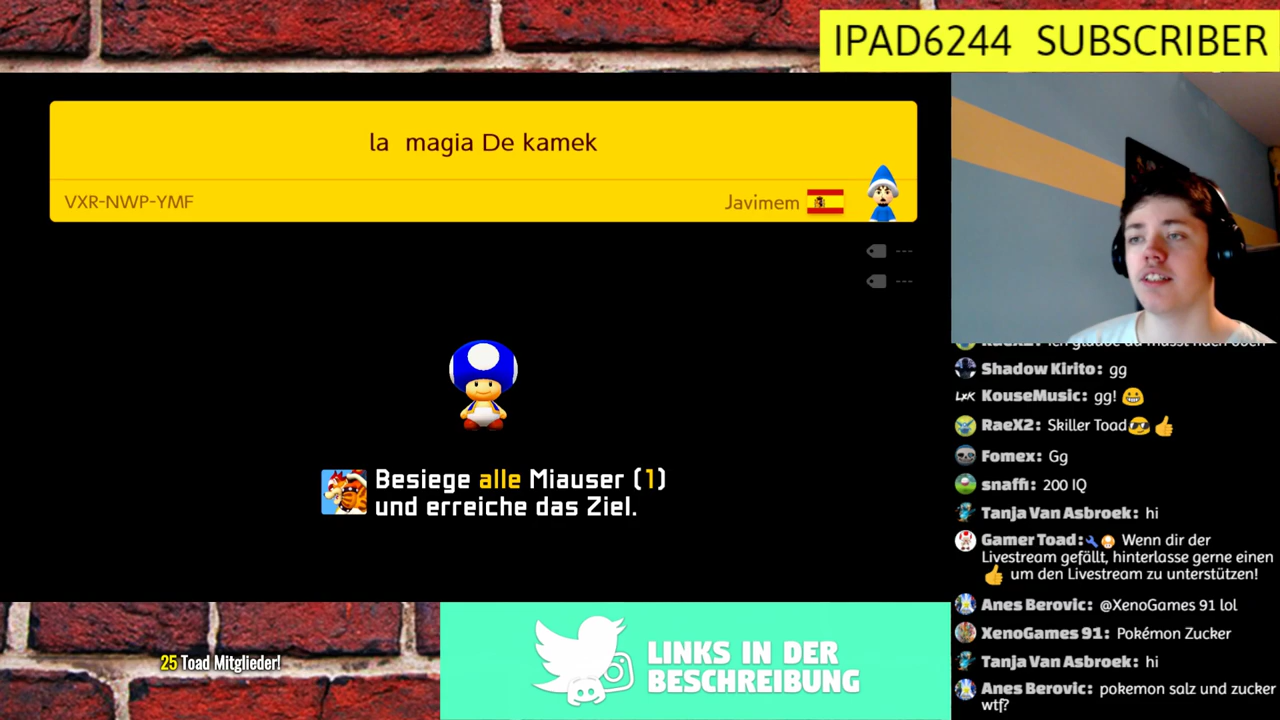 IPAD6244 SUBSCRIBER
la magia De kamek
VXR-NWP-YMF
Javimem
---
---
Besiege alle Miauser (1)
und erreiche das Ziel.
Shadow Kirito: gg
KouseMusic: gg!
RaeX2: Skiller Toad
Fomex: Gg
snaffi: 200 IQ
Tanja Van Asbroek: hi
Gamer Toad: Wenn dir der
Livestream gefällt, hinterlasse gerne einen
um den Livestream zu unterstützen!
Anes Berovic: @XenoGames 91 lol
XenoGames 91: Pokémon Zucker
Tanja Van Asbroek: hi
Anes Berovic: pokemon salz und zucker
wtf?
25 Toad Mitglieder!
LINKS IN DER
BESCHREIBUNG